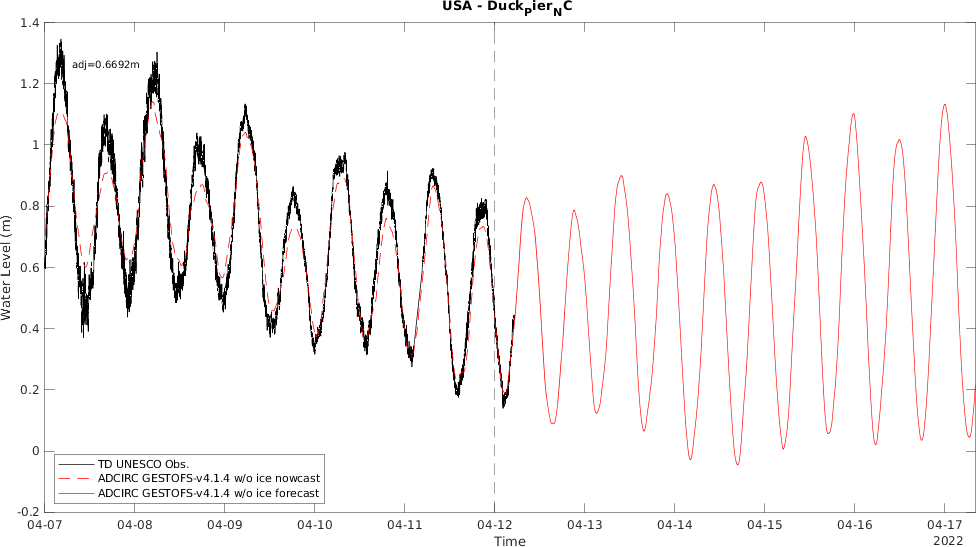 USA - DuckPierNC
adj=0.6692m
1.4
1.2
1
0.8
0.6
0.4
0.2
0
-0.2
Water Level (m)
TD UNESCO Obs.
ADCIRC GESTOFS-v4.1.4 w/o ice nowcast
ADCIRC GESTOFS-v4.1.4 w/o ice forecast
04-07 04-08 04-09 04-10 04-11 04-12 04-13 04-14 04-15 04-16 04-17
Time
2022